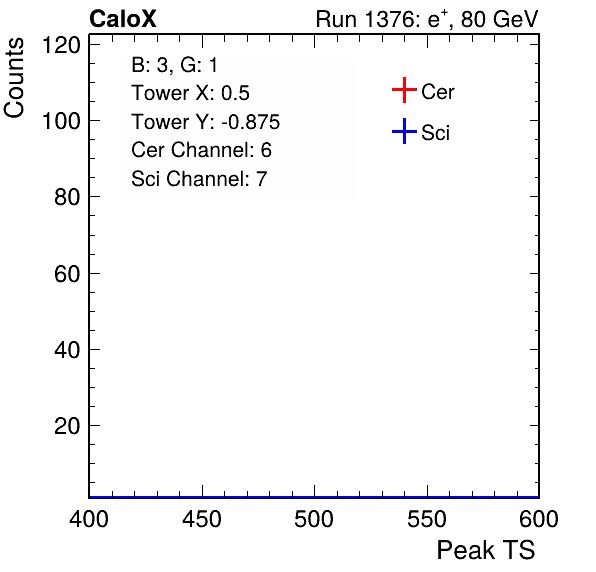 CaloX Run 1376: e⁺, 80 GeV
Counts
120
100
80
60
40
20
B: 3, G: 1
Tower X: 0.5
Tower Y: -0.875
Cer Channel: 6
Sci Channel: 7
Cer
Sci
400 450 500 550 600
Peak TS